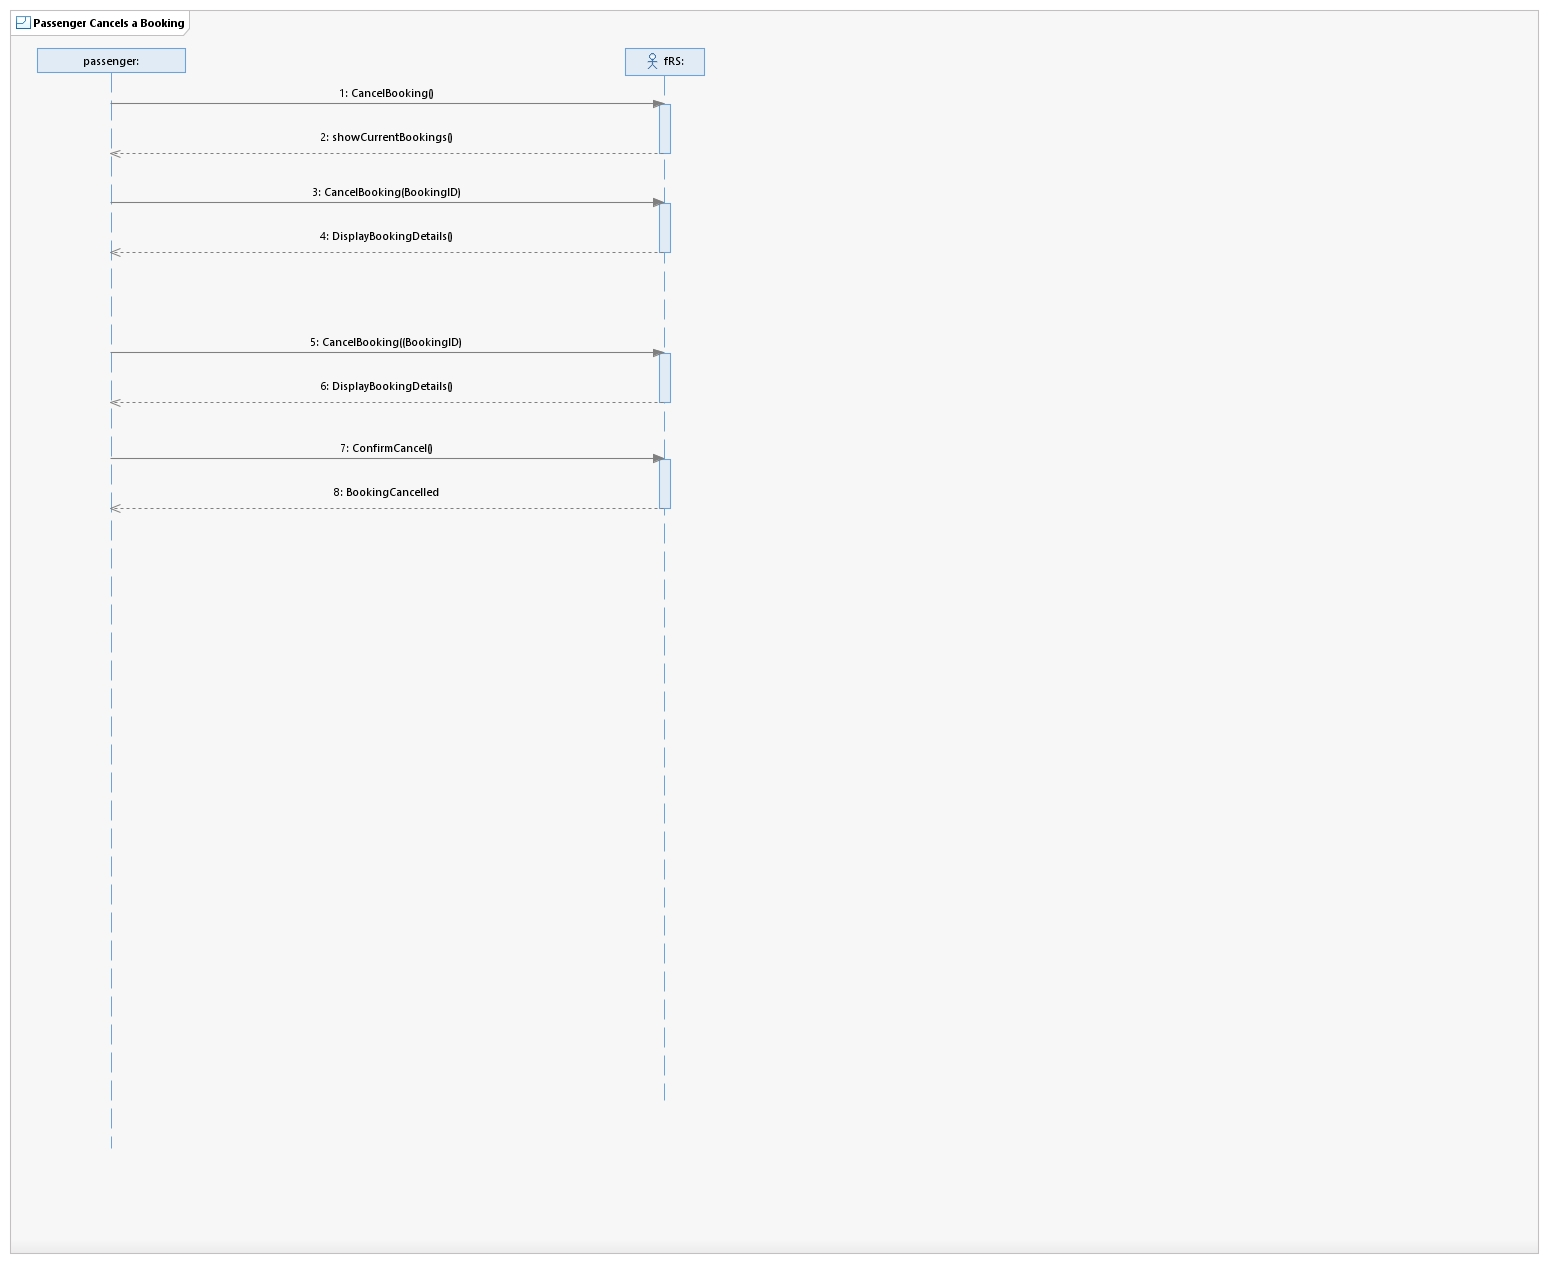 Passenger Cancels a Booking
passenger:
fRS:
1: CancelBooking()
2: showCurrentBookings()
3: CancelBooking(BookingID)
4: DisplayBookingDetails()
5: CancelBooking((BookingID)
6: DisplayBookingDetails()
7: ConfirmCancel()
8: BookingCancelled